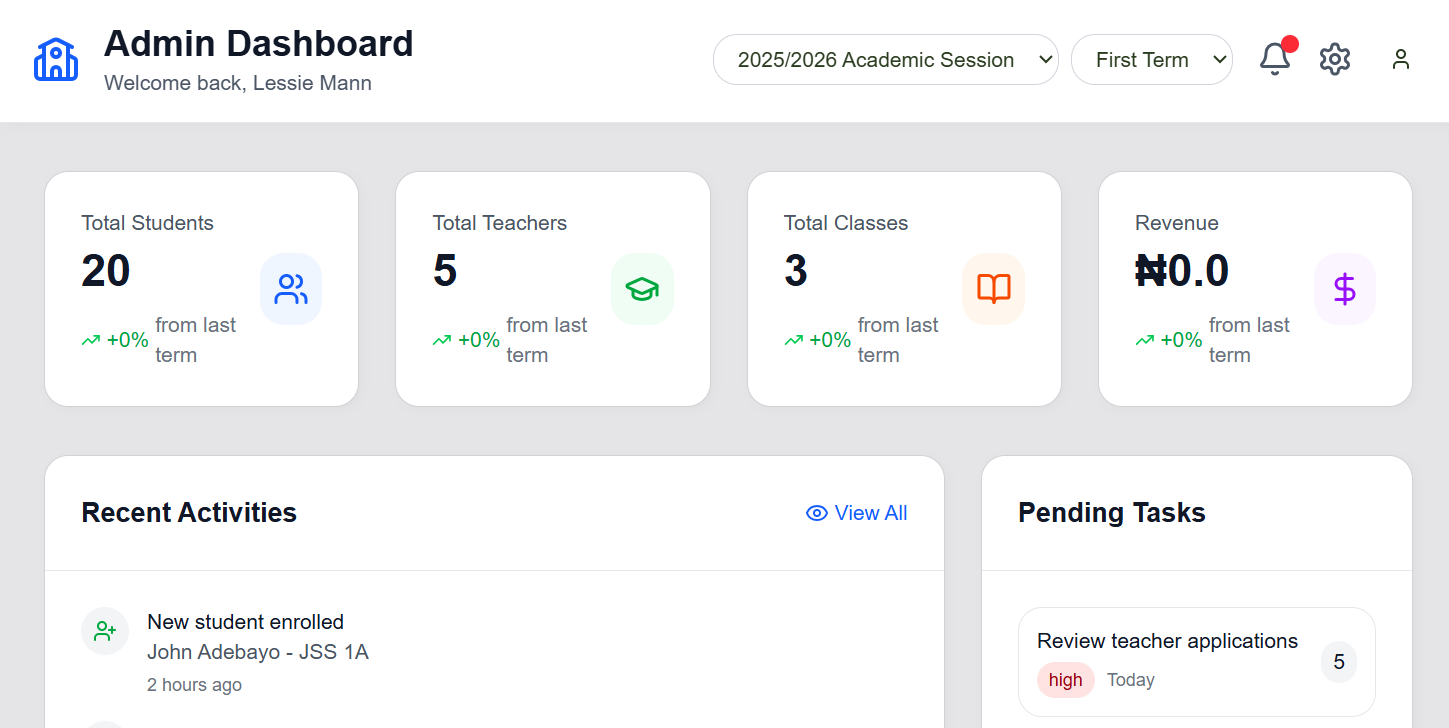 Admin Dashboard
Welcome back, Lessie Mann
2025/2026 Academic Session
First Term
Total Students
20
+0% from last
term
Total Teachers
5
+0% from last
term
Total Classes
3
+0% from last
term
Revenue
₦0.0
+0% from last
term
Recent Activities
View All
New student enrolled
John Adebayo - JSS 1A
2 hours ago
Pending Tasks
Review teacher applications
high Today
5